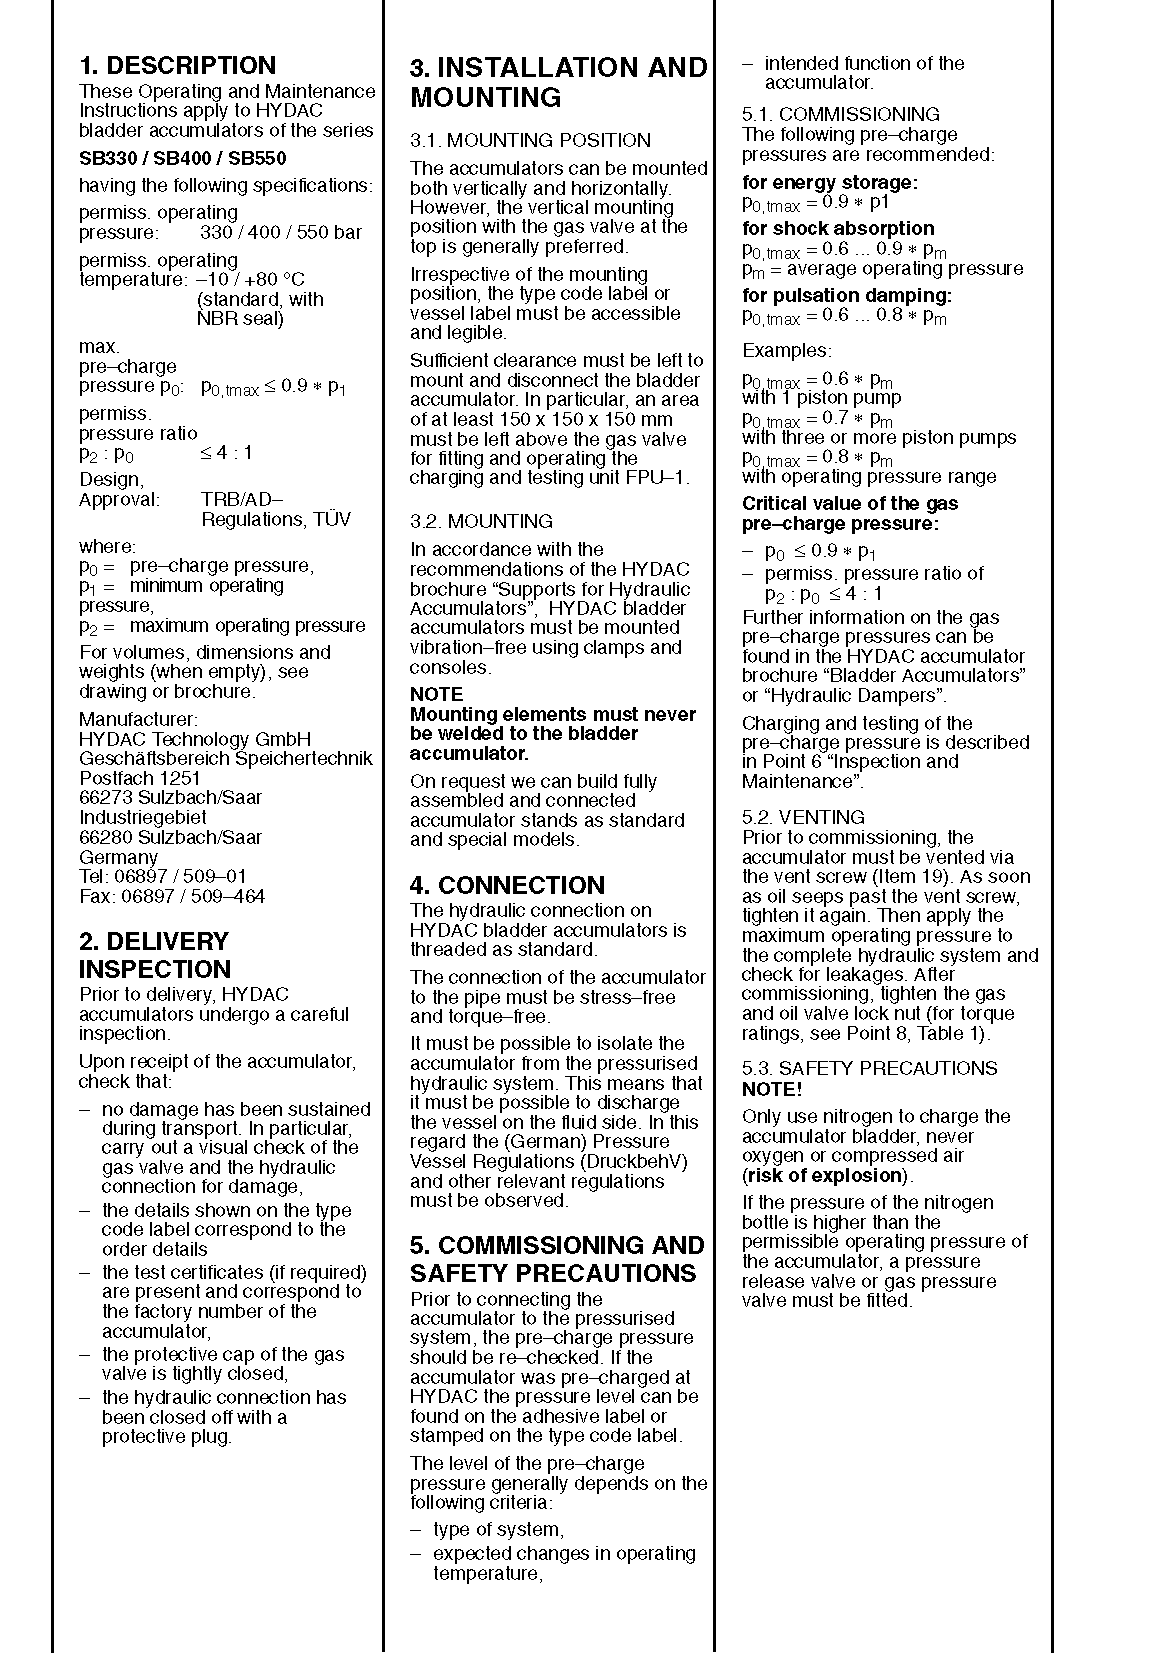 1. DESCRIPTION
These Operating and Maintenance
Instructions apply to HYDAC
bladder accumulators of the series
SB330 / SB400 / SB550
having the following specifications:
permiss. operating
pressure: 330 / 400 / 550 bar
permiss. operating
temperature: –10 / +80 °C
(standard, with
NBR seal)
max.
pre–charge
pressure p0: p0,tmax ≤ 0.9 * p1
permiss.
pressure ratio
p2 : p0 ≤ 4 : 1
Design,
Approval: TRB/AD–
Regulations, TÜV
where:
p0 = pre–charge pressure,
p1 = minimum operating
pressure,
p2 = maximum operating pressure
For volumes, dimensions and
weights (when empty), see
drawing or brochure.
Manufacturer:
HYDAC Technology GmbH
Geschäftsbereich Speichertechnik
Postfach 1251
66273 Sulzbach/Saar
Industriegebiet
66280 Sulzbach/Saar
Germany
Tel: 06897 / 509–01
Fax: 06897 / 509–464
2. DELIVERY
INSPECTION
Prior to delivery, HYDAC
accumulators undergo a careful
inspection.
Upon receipt of the accumulator,
check that:
– no damage has been sustained
during transport. In particular,
carry out a visual check of the
gas valve and the hydraulic
connection for damage,
– the details shown on the type
code label correspond to the
order details
– the test certificates (if required)
are present and correspond to
the factory number of the
accumulator,
– the protective cap of the gas
valve is tightly closed,
– the hydraulic connection has
been closed off with a
protective plug.
3. INSTALLATION AND
MOUNTING
3.1. MOUNTING POSITION
The accumulators can be mounted
both vertically and horizontally.
However, the vertical mounting
position with the gas valve at the
top is generally preferred.
Irrespective of the mounting
position, the type code label or
vessel label must be accessible
and legible.
Sufficient clearance must be left to
mount and disconnect the bladder
accumulator. In particular, an area
of at least 150 x 150 x 150 mm
must be left above the gas valve
for fitting and operating the
charging and testing unit FPU–1.
3.2. MOUNTING
In accordance with the
recommendations of the HYDAC
brochure “Supports for Hydraulic
Accumulators”, HYDAC bladder
accumulators must be mounted
vibration–free using clamps and
consoles.
NOTE
Mounting elements must never
be welded to the bladder
accumulator.
On request we can build fully
assembled and connected
accumulator stands as standard
and special models.
4. CONNECTION
The hydraulic connection on
HYDAC bladder accumulators is
threaded as standard.
The connection of the accumulator
to the pipe must be stress–free
and torque–free.
It must be possible to isolate the
accumulator from the pressurised
hydraulic system. This means that
it must be possible to discharge
the vessel on the fluid side. In this
regard the (German) Pressure
Vessel Regulations (DruckbehV)
and other relevant regulations
must be observed.
5. COMMISSIONING AND
SAFETY PRECAUTIONS
Prior to connecting the
accumulator to the pressurised
system, the pre–charge pressure
should be re–checked. If the
accumulator was pre–charged at
HYDAC the pressure level can be
found on the adhesive label or
stamped on the type code label.
The level of the pre–charge
pressure generally depends on the
following criteria:
– type of system,
– expected changes in operating
temperature,
– intended function of the
accumulator.
5.1. COMMISSIONING
The following pre–charge
pressures are recommended:
for energy storage:
p0,tmax = 0.9 * p1
for shock absorption
p0,tmax = 0.6 ... 0.9 * pm
pm = average operating pressure
for pulsation damping:
p0,tmax = 0.6 ... 0.8 * pm
Examples:
p0,tmax = 0.6 * pm
with 1 piston pump
p0,tmax = 0.7 * pm
with three or more piston pumps
p0,tmax = 0.8 * pm
with operating pressure range
Critical value of the gas
pre–charge pressure:
– p0 ≤ 0.9 * p1
– permiss. pressure ratio of
p2 : p0 ≤ 4 : 1
Further information on the gas
pre–charge pressures can be
found in the HYDAC accumulator
brochure “Bladder Accumulators”
or “Hydraulic Dampers”.
Charging and testing of the
pre–charge pressure is described
in Point 6 “Inspection and
Maintenance”.
5.2. VENTING
Prior to commissioning, the
accumulator must be vented via
the vent screw (Item 19). As soon
as oil seeps past the vent screw,
tighten it again. Then apply the
maximum operating pressure to
the complete hydraulic system and
check for leakages. After
commissioning, tighten the gas
and oil valve lock nut (for torque
ratings, see Point 8, Table 1).
5.3. SAFETY PRECAUTIONS
NOTE!
Only use nitrogen to charge the
accumulator bladder, never
oxygen or compressed air
(risk of explosion).
If the pressure of the nitrogen
bottle is higher than the
permissible operating pressure of
the accumulator, a pressure
release valve or gas pressure
valve must be fitted.